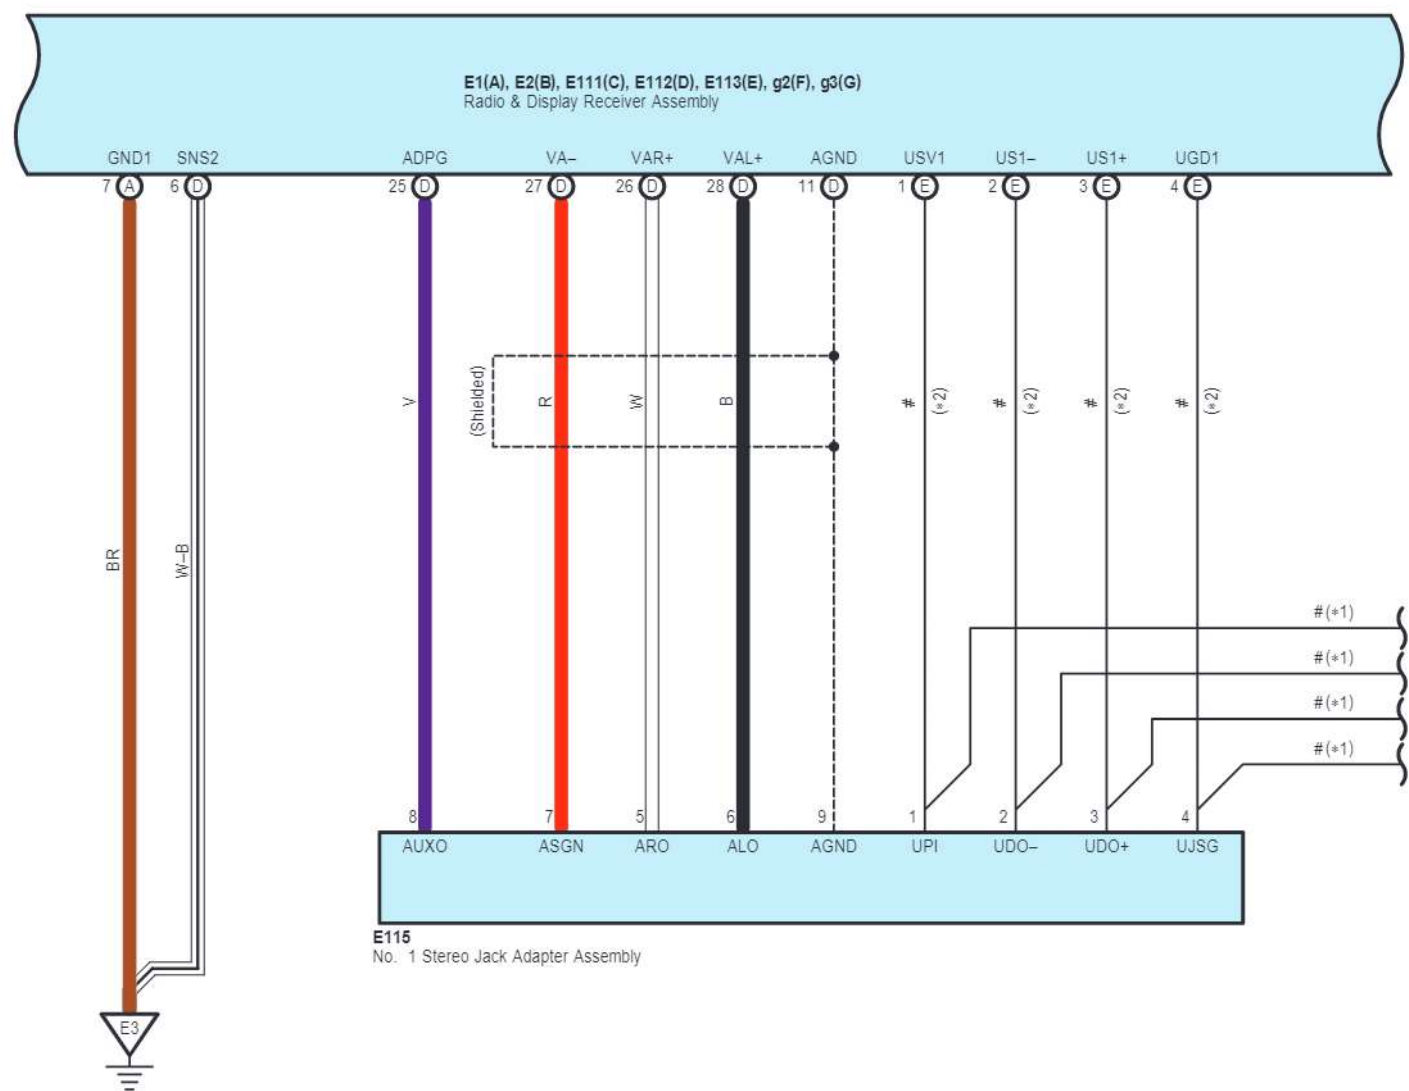 E1(A), E2(B), E111(C), E112(D), E113(E), g2(F), g3(G)
Radio & Display Receiver Assembly
GND1 SNS2 ADPG VA– VAR+ VAL+ AGND USV1 US1– US1+ UGD1
7 A 6 D 25 D 27 D 26 D 28 D 11 D 1 E 2 E 3 E 4 E
(Shielded)
V R W B # (*2) # (*2) # (*2) # (*2)
BR W–B
#(*1)
#(*1)
#(*1)
#(*1)
8 7 5 6 9 1 2 3 4
AUXO ASGN ARO ALO AGND UPI UDO– UDO+ UJSG
E115
No. 1 Stereo Jack Adapter Assembly
E3